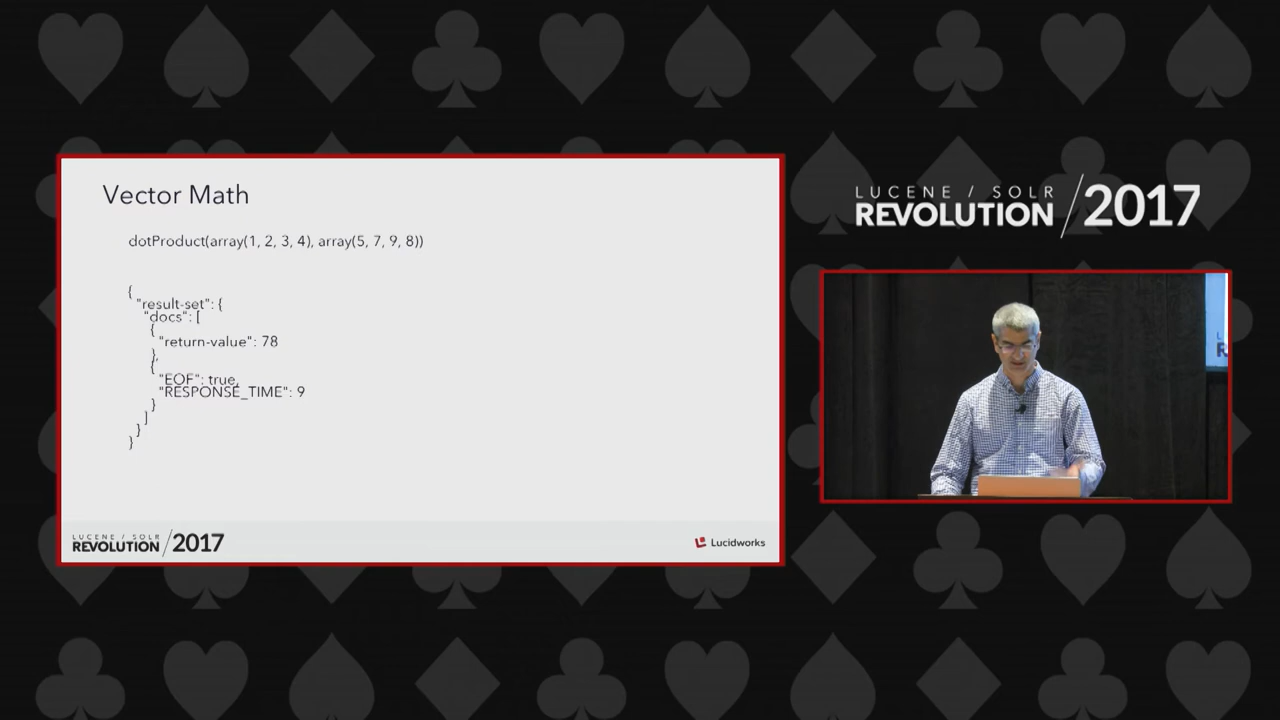 Vector Math
dotProduct(array(1, 2, 3, 4), array(5, 7, 9, 8))
{
"result-set": {
"docs": [
{
"return-value": 78
},
{
"EOF": true,
"RESPONSE_TIME": 9
}
]
}
}
LUCENE / SOLR
REVOLUTION /2017
Lucidworks
LUCENE / SOLR
REVOLUTION /2017